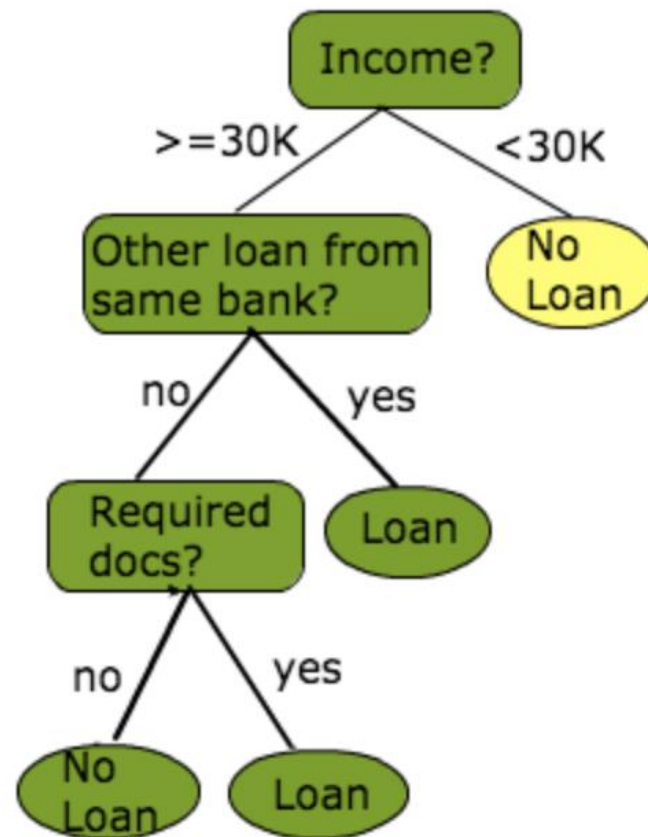 Income?
>=30K
<30K
Other loan from
same bank?
No
Loan
no
yes
Required
docs?
Loan
no
yes
No
Loan
Loan